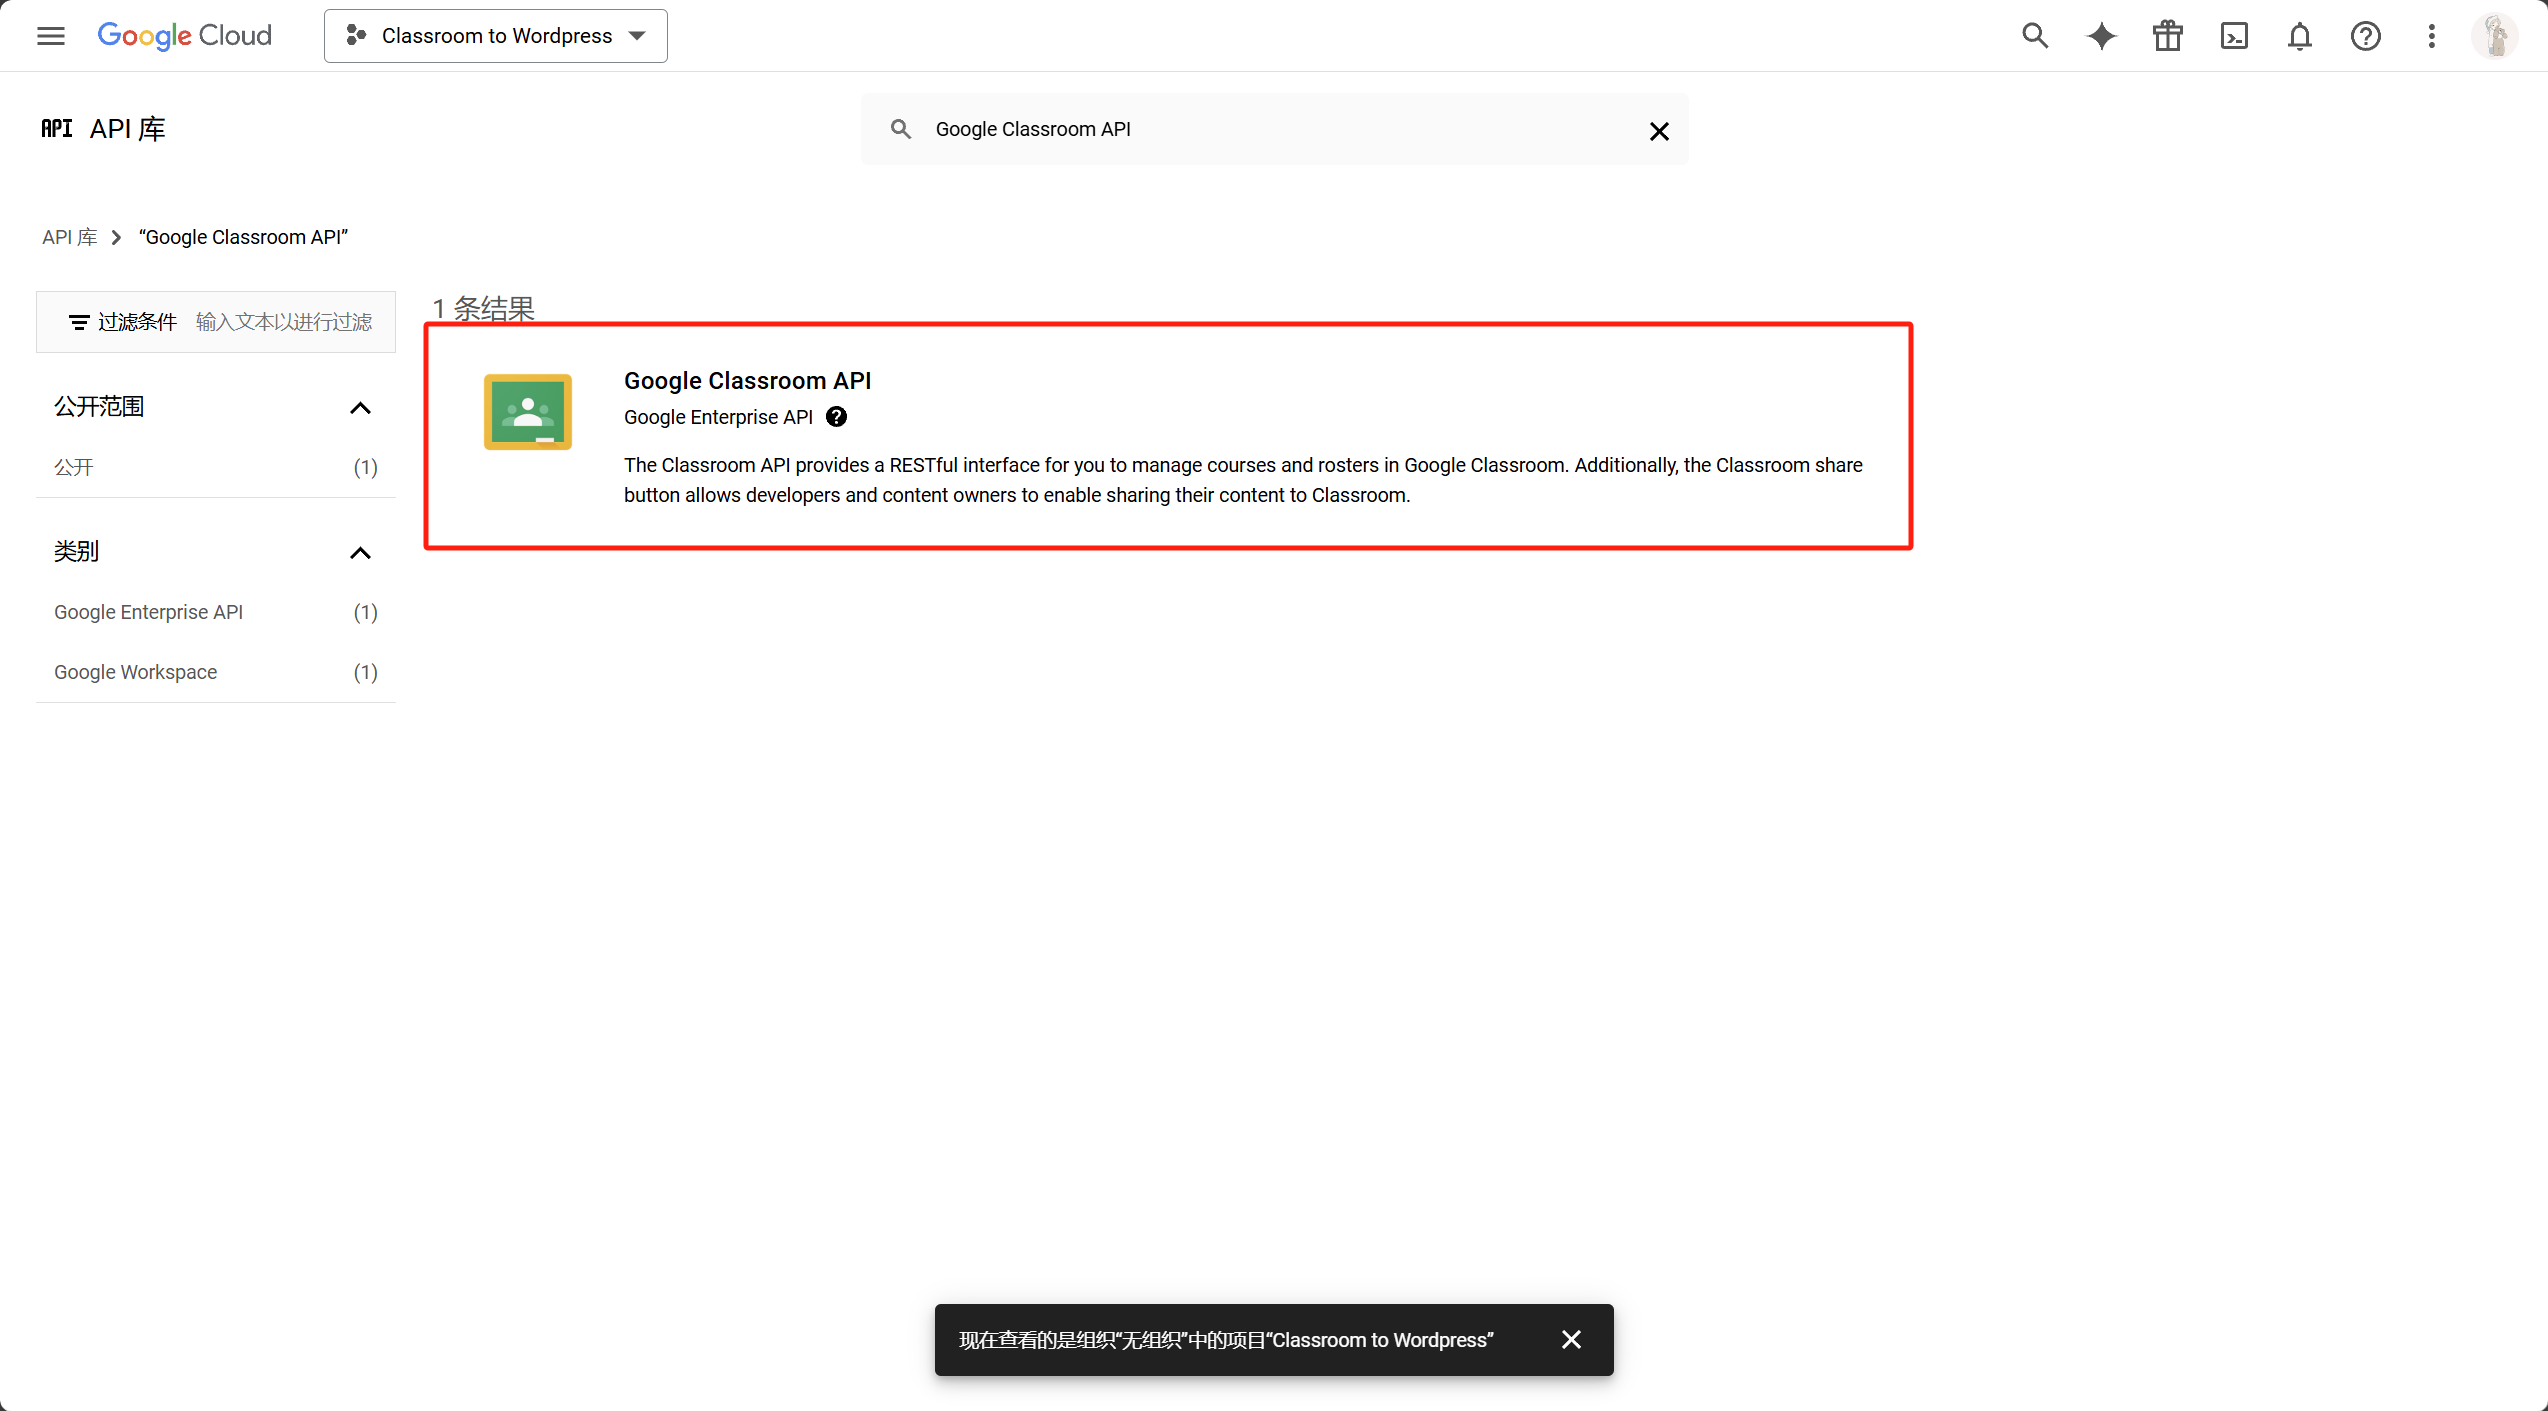 Google Cloud
Classroom to Wordpress
API API 库
Google Classroom API
API 库 “Google Classroom API”
过滤条件 输入文本以进行过滤
公开范围
公开 (1)
类别
Google Enterprise API (1)
Google Workspace (1)
1 条结果
Google Classroom API
Google Enterprise API
The Classroom API provides a RESTful interface for you to manage courses and rosters in Google Classroom. Additionally, the Classroom share
button allows developers and content owners to enable sharing their content to Classroom.
现在查看的是组织“无组织”中的项目“Classroom to Wordpress”